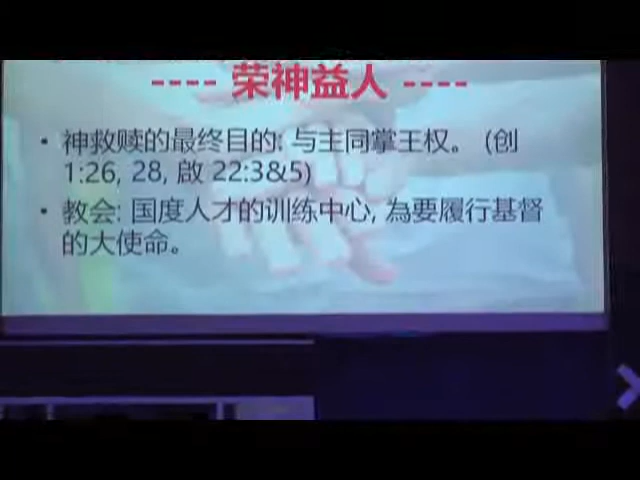 ---- 荣神益人 ----
• 神救赎的最终目的: 与主同掌王权。 (创
1:26, 28, 啟 22:3&5)
• 教会: 国度人才的训练中心, 為要履行基督
的大使命。